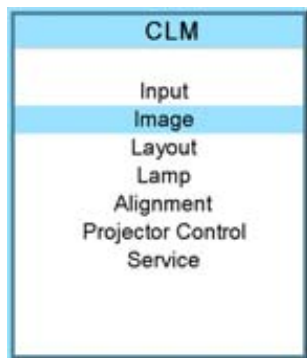 CLM
Input
Image
Layout
Lamp
Alignment
Projector Control
Service